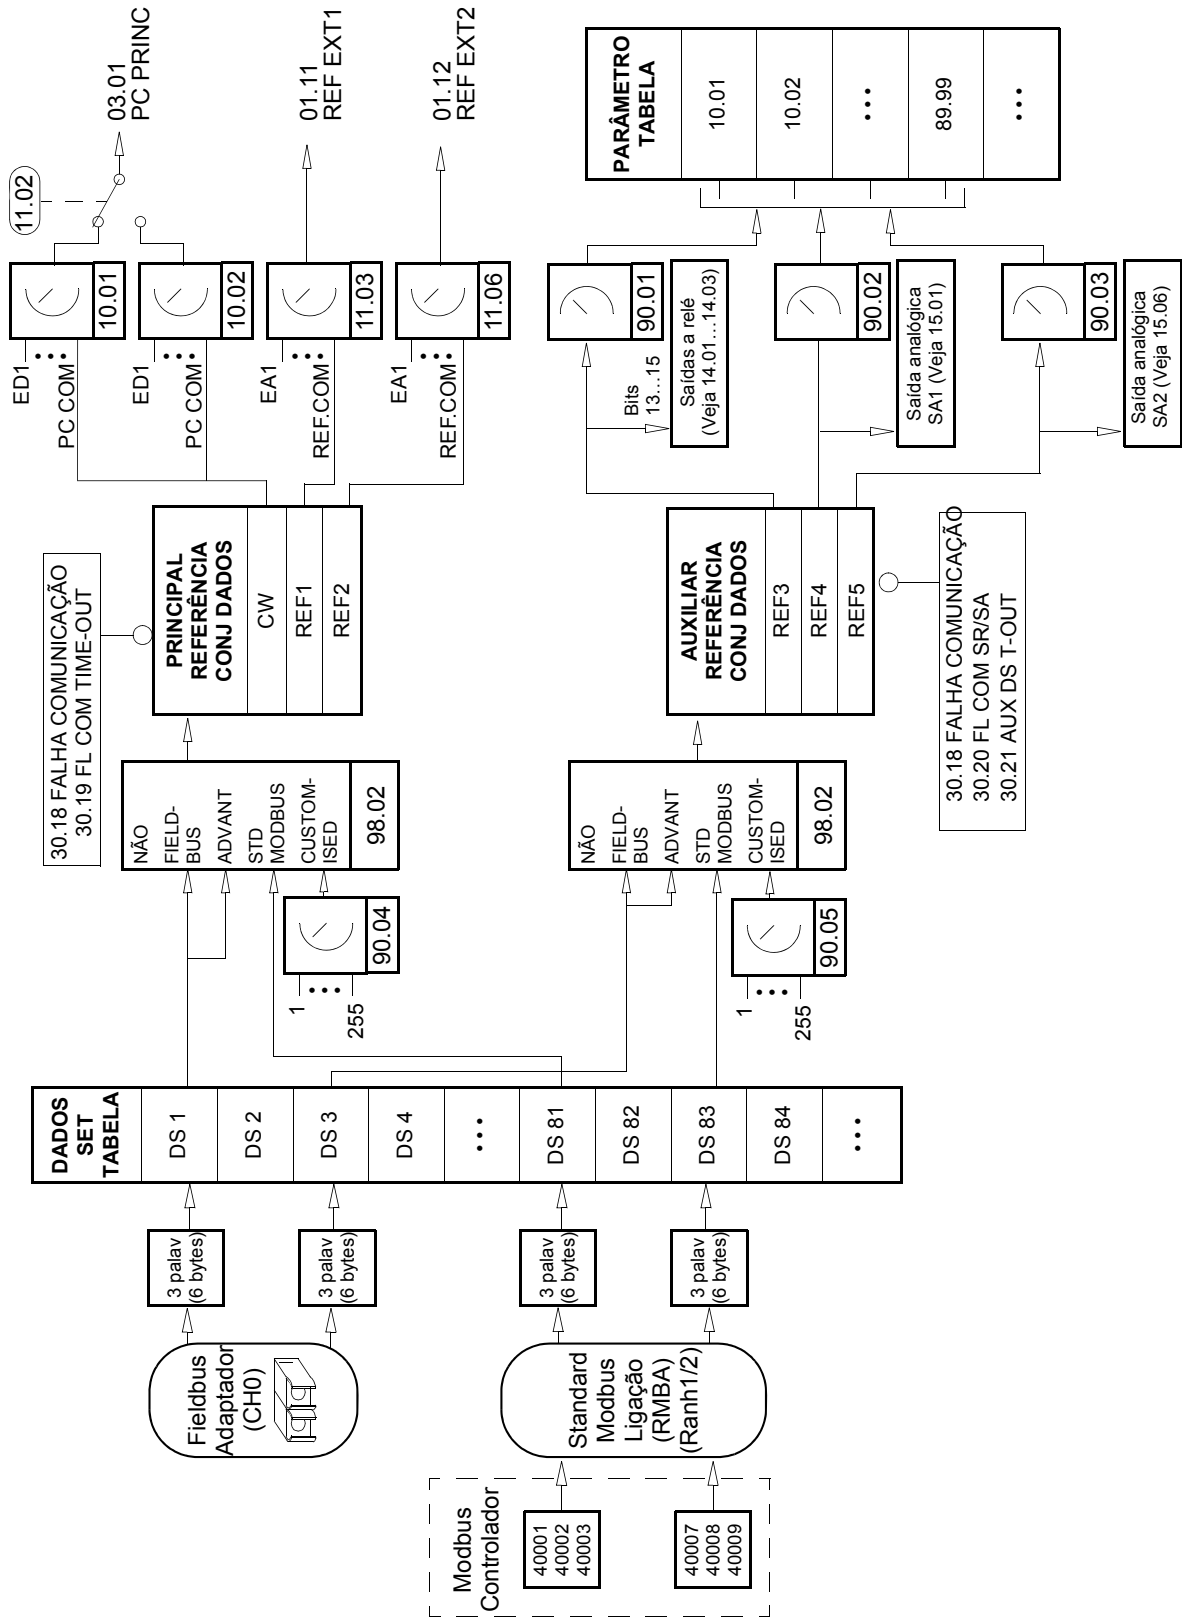 Modbus
Controlador
40001
40002
40003
40007
40008
40009
Fieldbus
Adaptador
(CH0)
Standard
Modbus
Ligação
(RMBA)
(Ranh1/2)
3 palav
(6 bytes)
3 palav
(6 bytes)
3 palav
(6 bytes)
3 palav
(6 bytes)
DADOS
SET
TABELA
DS 1
DS 2
DS 3
DS 4
•••
DS 81
DS 82
DS 83
DS 84
•••
1
•••
255
90.04
1
•••
255
90.05
NÃO
FIELD-
BUS
ADVANT
STD
MODBUS
CUSTOM-
ISED
98.02
NÃO
FIELD-
BUS
ADVANT
STD
MODBUS
CUSTOM-
ISED
98.02
30.18 FALHA COMUNICAÇÃO
30.19 FL COM TIME-OUT
PRINCIPAL
REFERÊNCIA
CONJ DADOS
CW
REF1
REF2
AUXILIAR
REFERÊNCIA
CONJ DADOS
REF3
REF4
REF5
30.18 FALHA COMUNICAÇÃO
30.20 FL COM SR/SA
30.21 AUX DS T-OUT
ED1
•••
PC COM
10.01
ED1
•••
PC COM
10.02
EA1
•••
REF.COM
11.03
EA1
•••
REF.COM
11.06
11.02
03.01
PC PRINC
01.11
REF EXT1
01.12
REF EXT2
Bits
13...15
90.01
Saídas a relé
(Veja 14.01...14.03)
90.02
Saída analógica
SA1 (Veja 15.01)
90.03
Saída analógica
SA2 (Veja 15.06)
PARÂMETRO
TABELA
10.01
10.02
•••
89.99
•••